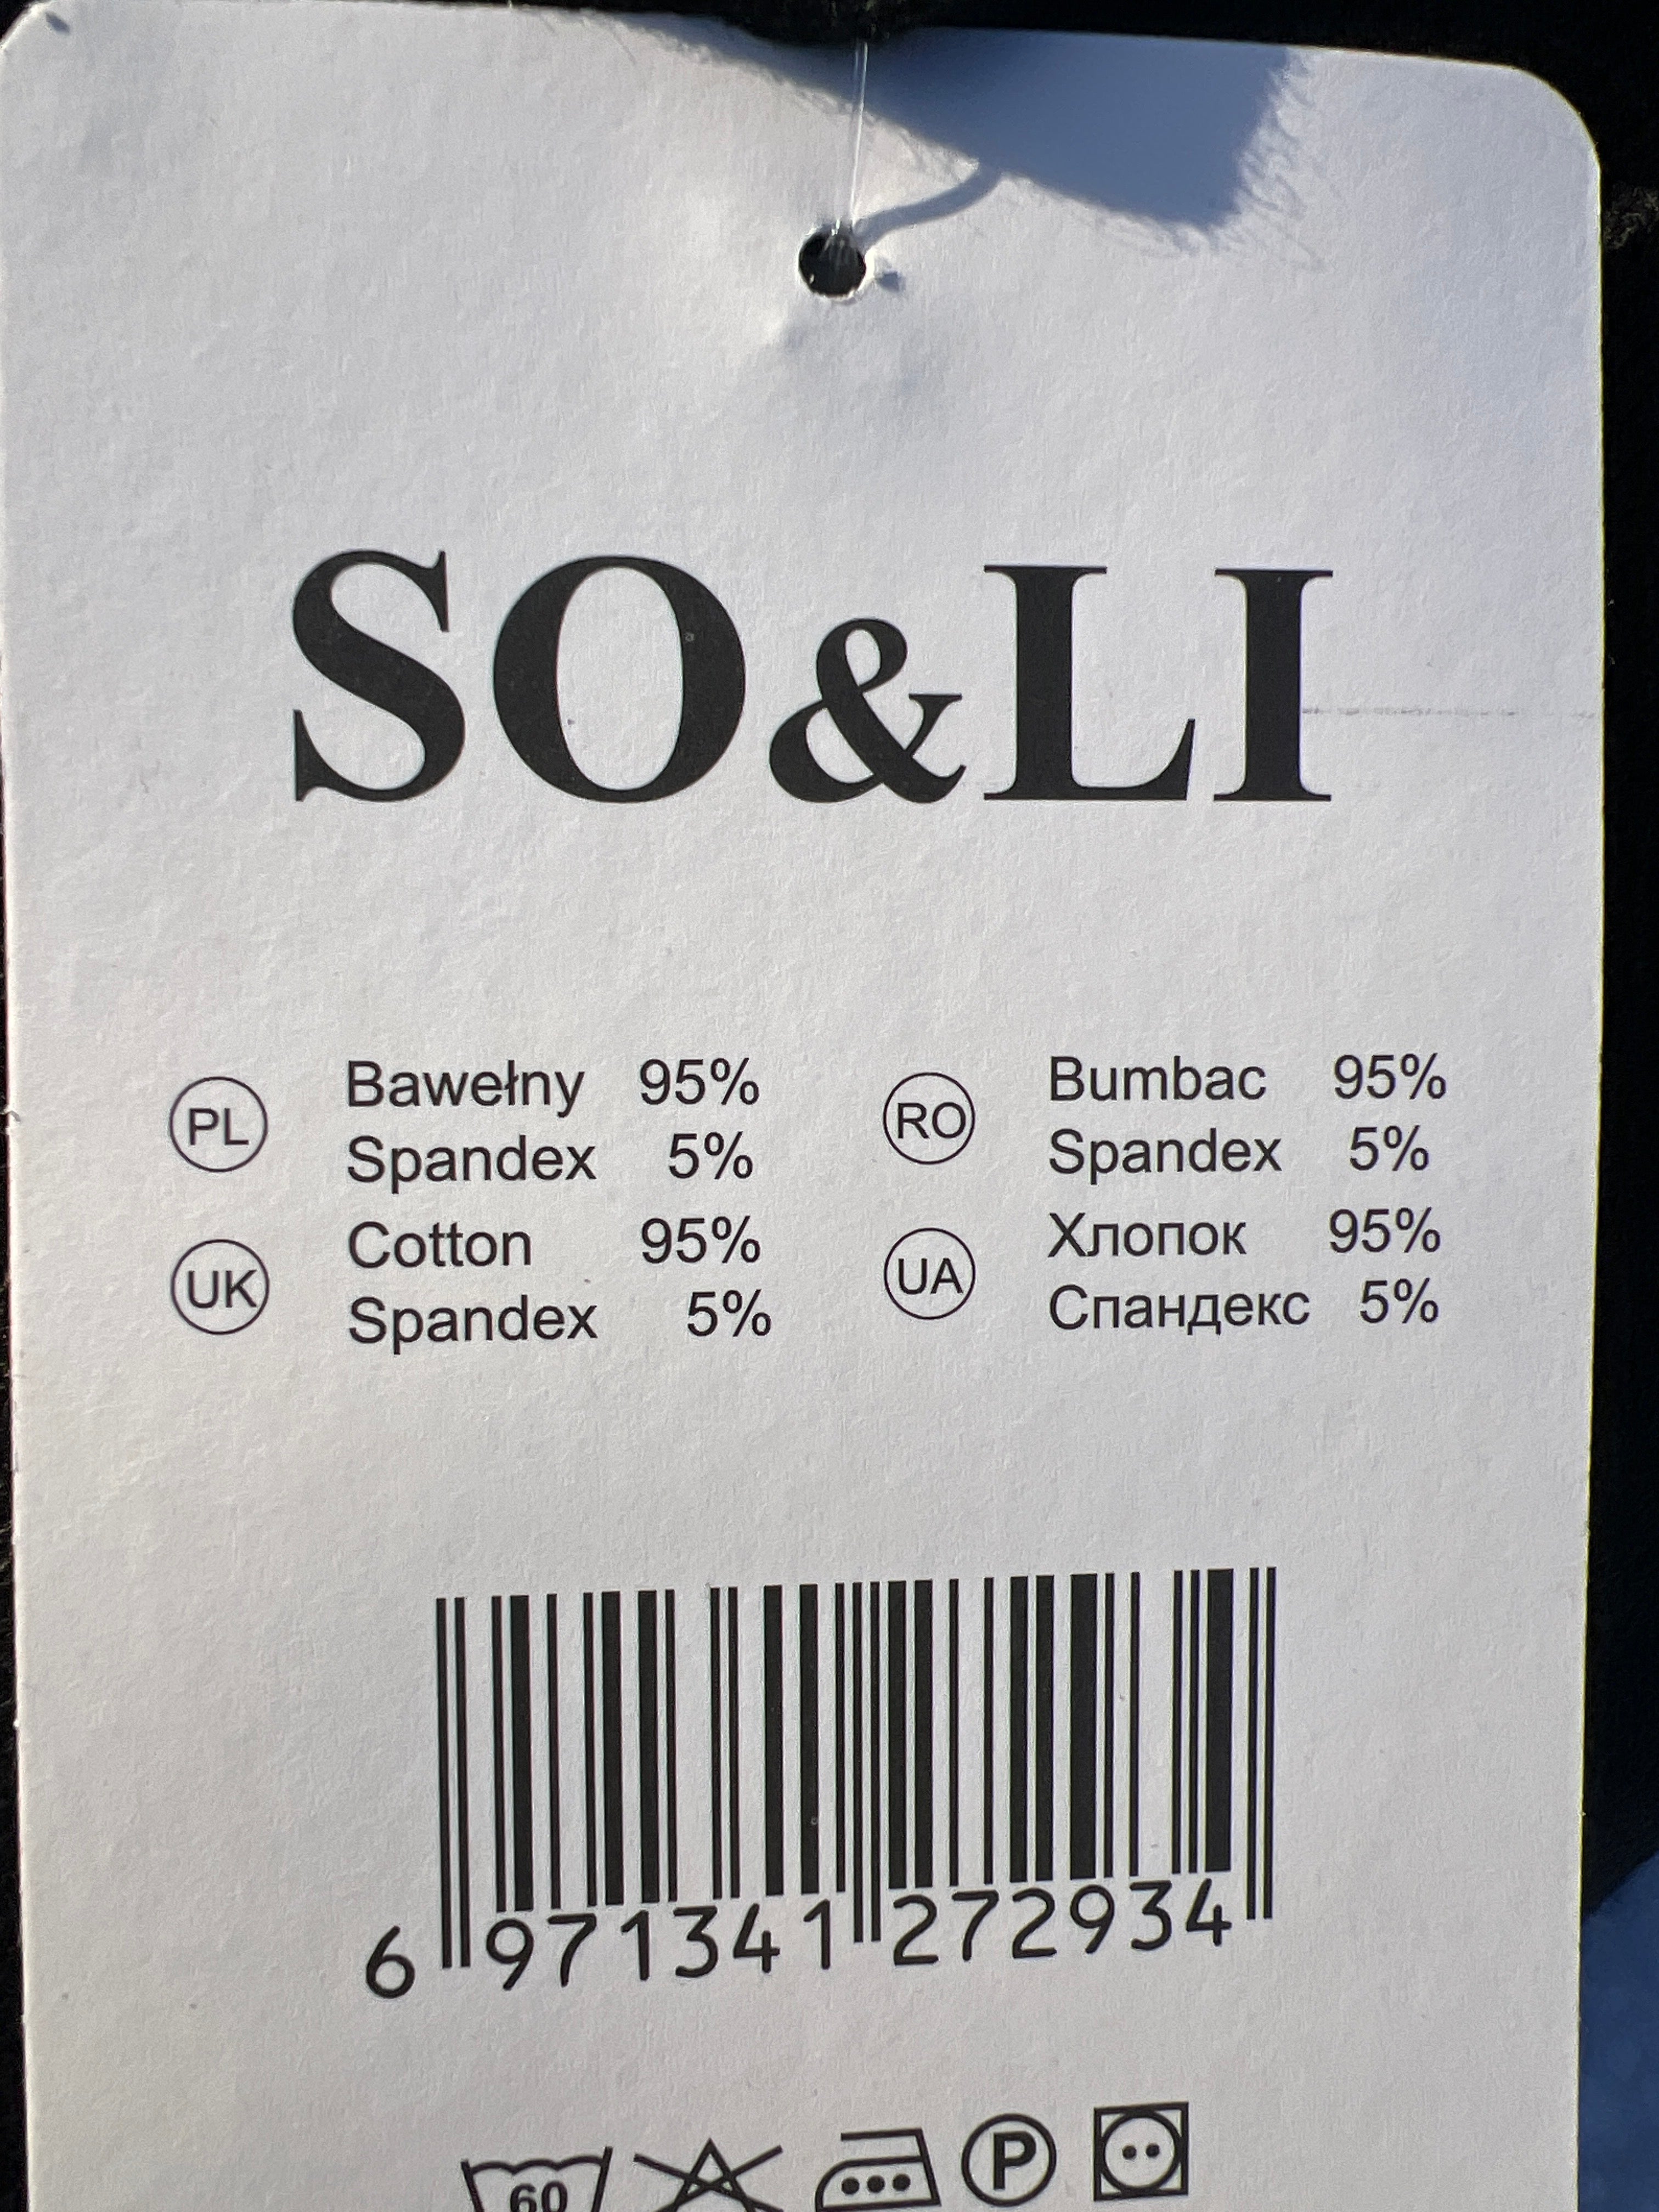 SO&LI
PL Bawełny 95%
Spandex 5%
UK Cotton 95%
Spandex 5%
RO Bumbac 95%
Spandex 5%
UA Хлопок 95%
Спандекс 5%
6 971341 272934
60 P